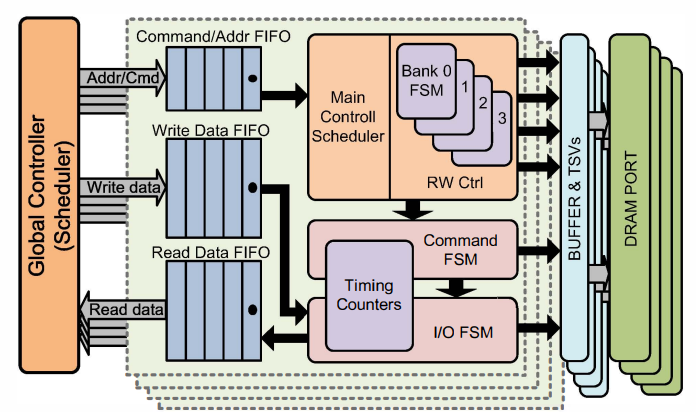 Global Controller
(Scheduler)
Addr/Cmd
Write data
Read data
Command/Addr FIFO
Write Data FIFO
Read Data FIFO
Main
Controll
Scheduler
Bank 0
FSM
1
2
3
RW Ctrl
Command
FSM
Timing
Counters
I/O FSM
BUFFER & TSVs
DRAM PORT